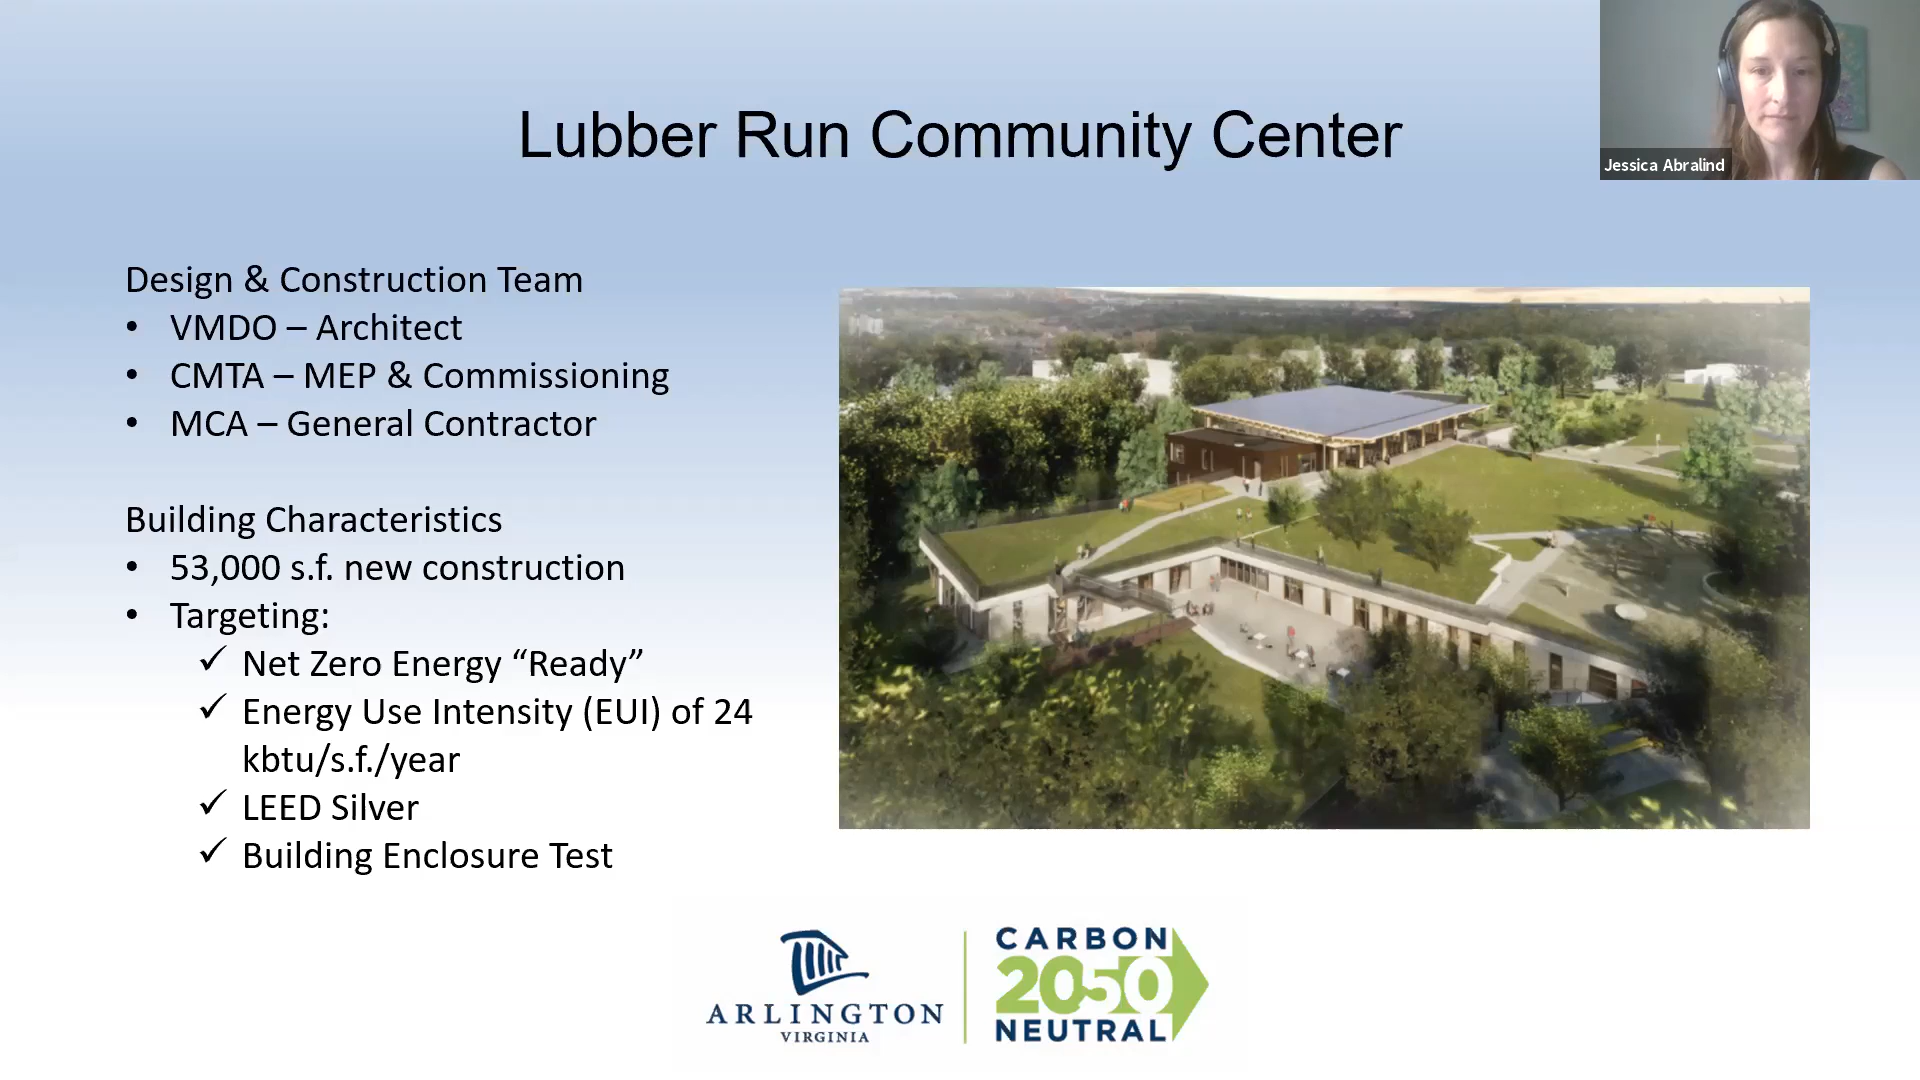 Lubber Run Community Center
Jessica Abralind
Design & Construction Team
• VMDO – Architect
• CMTA – MEP & Commissioning
• MCA – General Contractor
Building Characteristics
• 53,000 s.f. new construction
• Targeting:
✓ Net Zero Energy “Ready”
✓ Energy Use Intensity (EUI) of 24
kbtu/s.f./year
✓ LEED Silver
✓ Building Enclosure Test
ARLINGTON
VIRGINIA
CARBON
2050
NEUTRAL